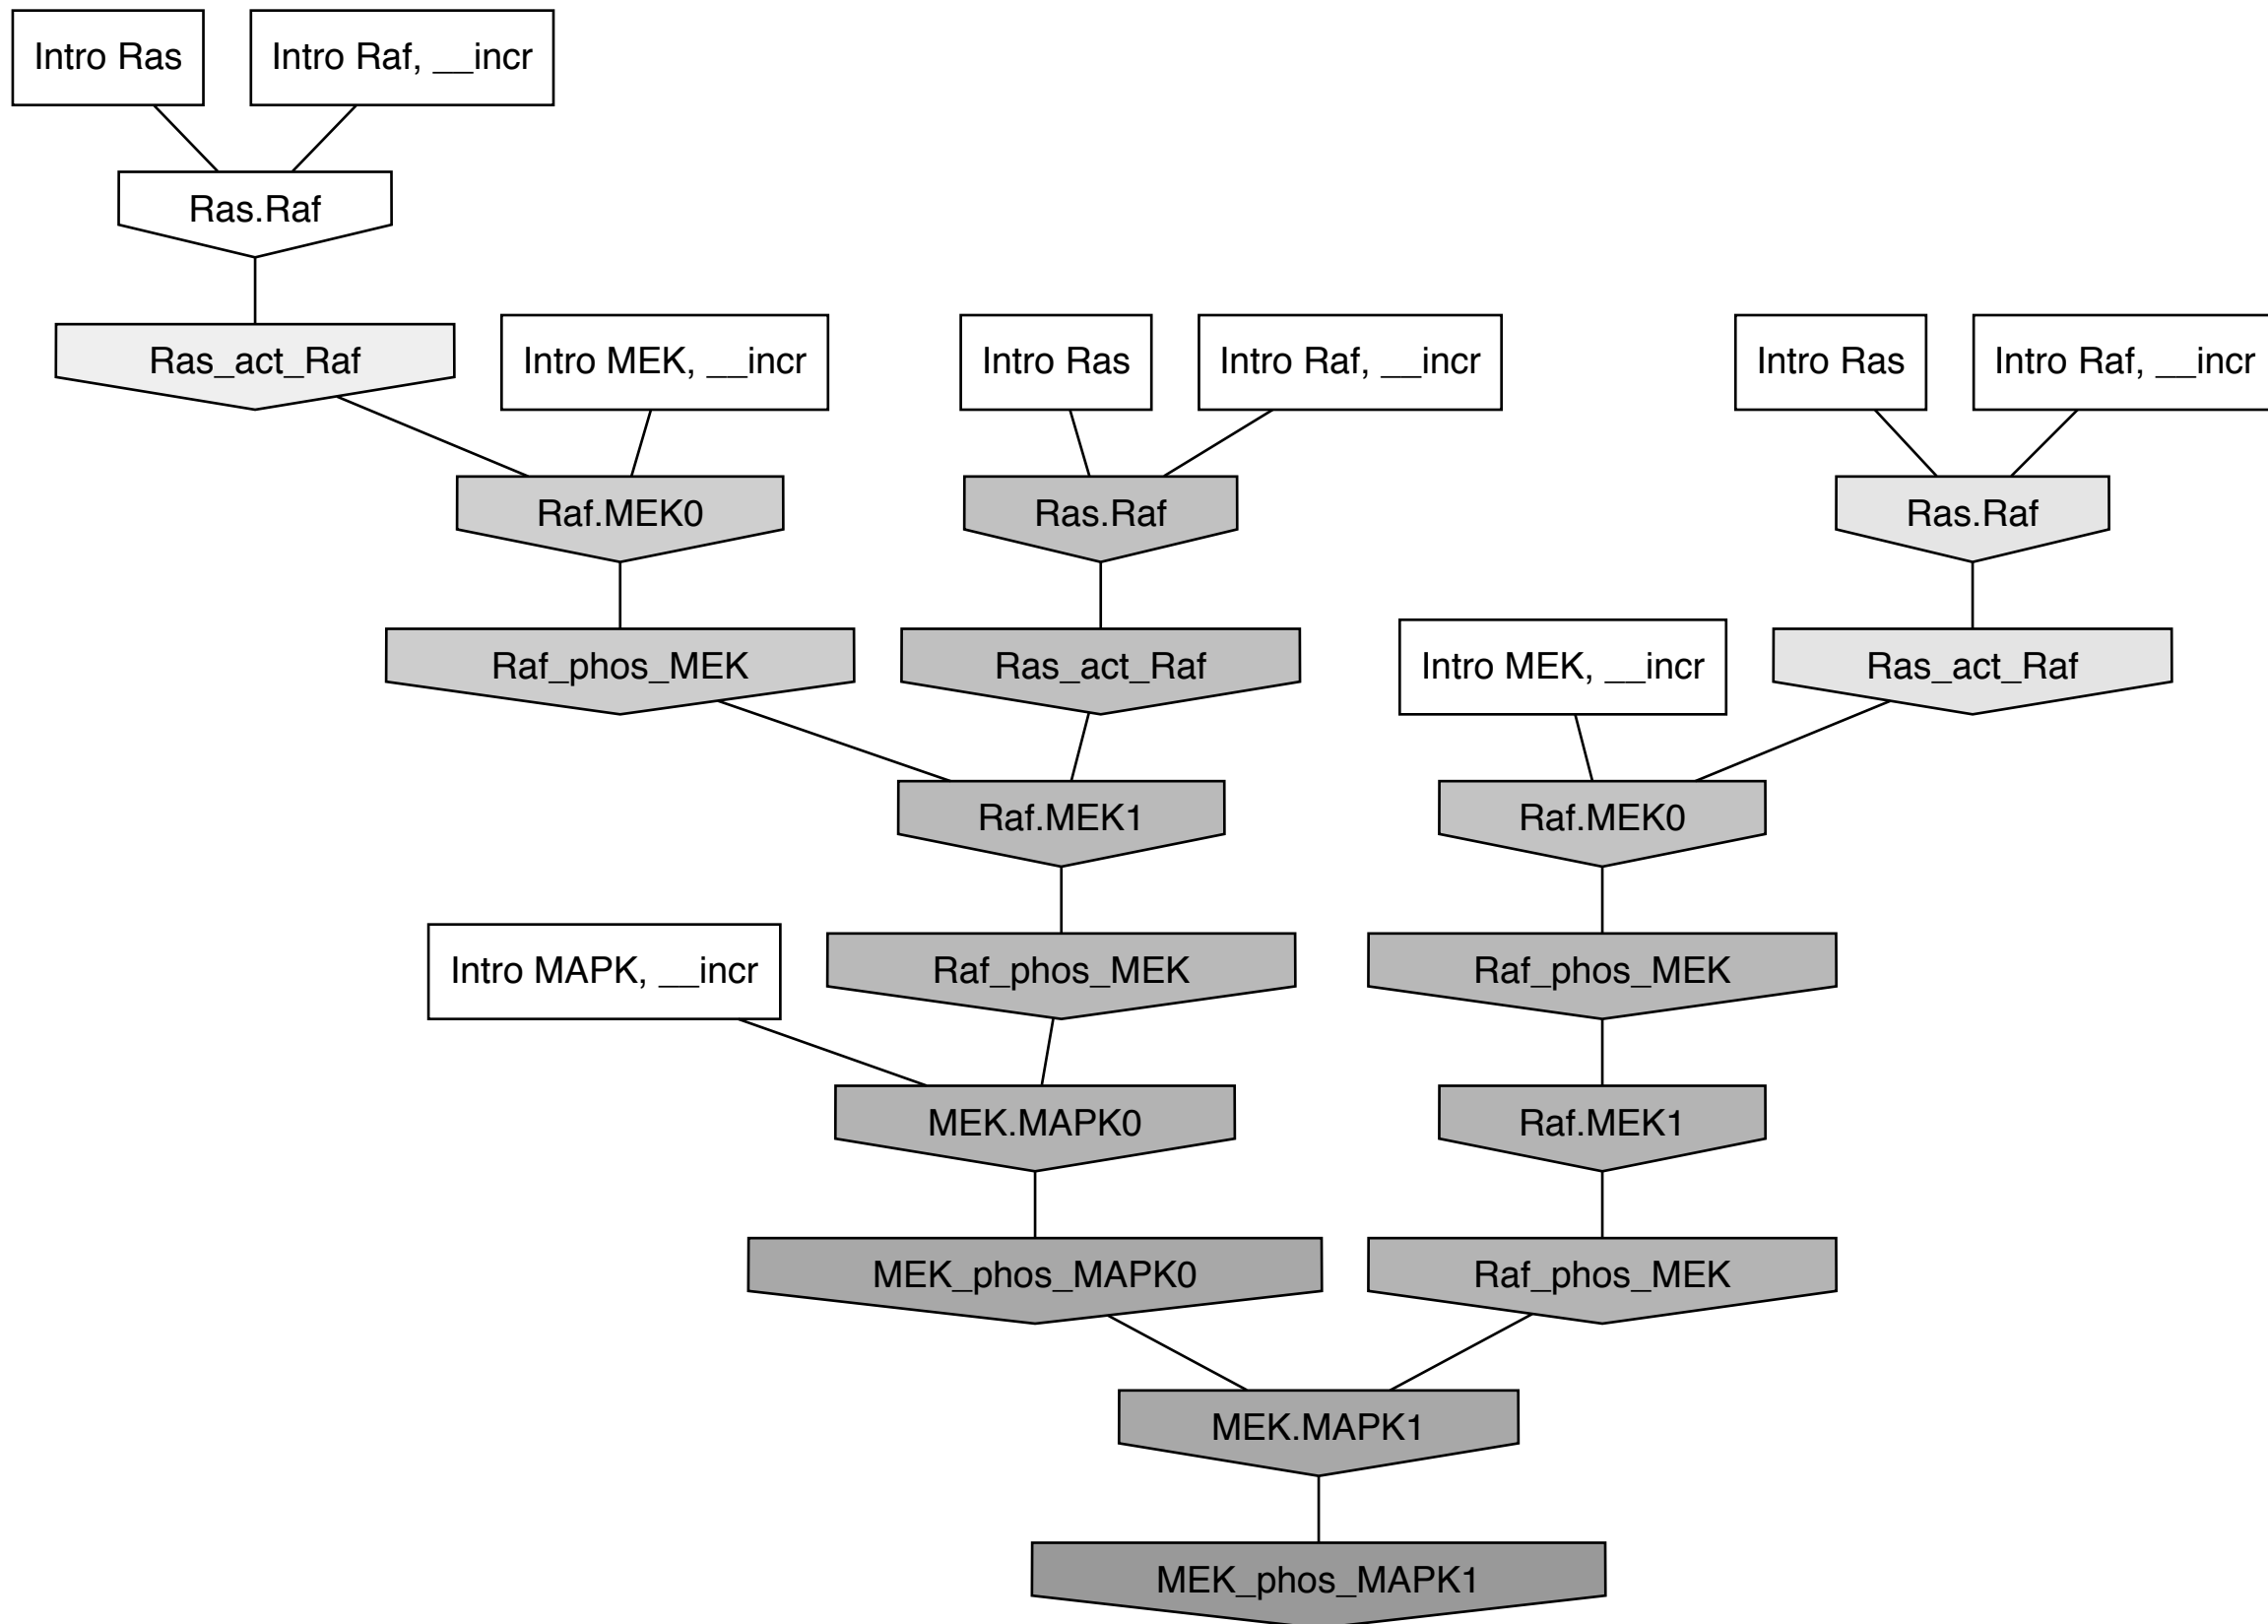 Intro Ras
Intro Raf, __incr
Ras.Raf
Ras_act_Raf
Intro MEK, __incr
Intro Ras
Intro Raf, __incr
Intro Ras
Intro Raf, __incr
Raf.MEK0
Ras.Raf
Ras.Raf
Raf_phos_MEK
Ras_act_Raf
Intro MEK, __incr
Ras_act_Raf
Raf.MEK1
Raf.MEK0
Intro MAPK, __incr
Raf_phos_MEK
Raf_phos_MEK
MEK.MAPK0
Raf.MEK1
MEK_phos_MAPK0
Raf_phos_MEK
MEK.MAPK1
MEK_phos_MAPK1